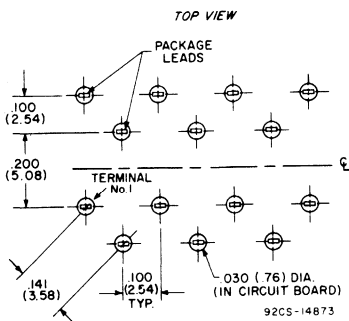 TOP VIEW
PACKAGE
LEADS
.100
(2.54)
.200
(5.08)
℄
TERMINAL
No.1
.141
(3.58)
.100
(2.54)
TYP.
.030 (.76) DIA.
(IN CIRCUIT BOARD)
92CS-14873